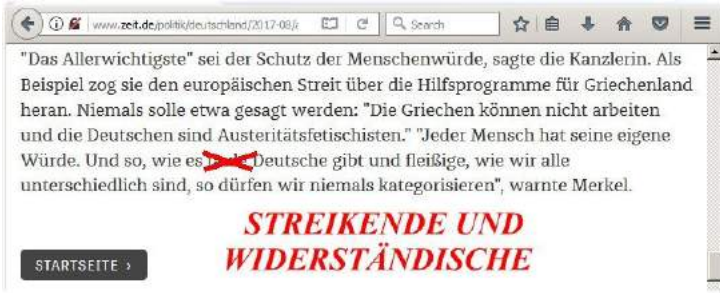 www.zeit.de/politik/deutschland/2017-08/
Search
"Das Allerwichtigste" sei der Schutz der Menschenwürde, sagte die Kanzlerin. Als
Beispiel zog sie den europäischen Streit über die Hilfsprogramme für Griechenland
heran. Niemals solle etwa gesagt werden: "Die Griechen können nicht arbeiten
und die Deutschen sind Austeritätsfetischisten." "Jeder Mensch hat seine eigene
Würde. Und so, wie es Deutsche gibt und fleißige, wie wir alle
unterschiedlich sind, so dürfen wir niemals kategorisieren", warnte Merkel.
STREIKENDE UND
WIDERSTÄNDISCHE
STARTSEITE ›